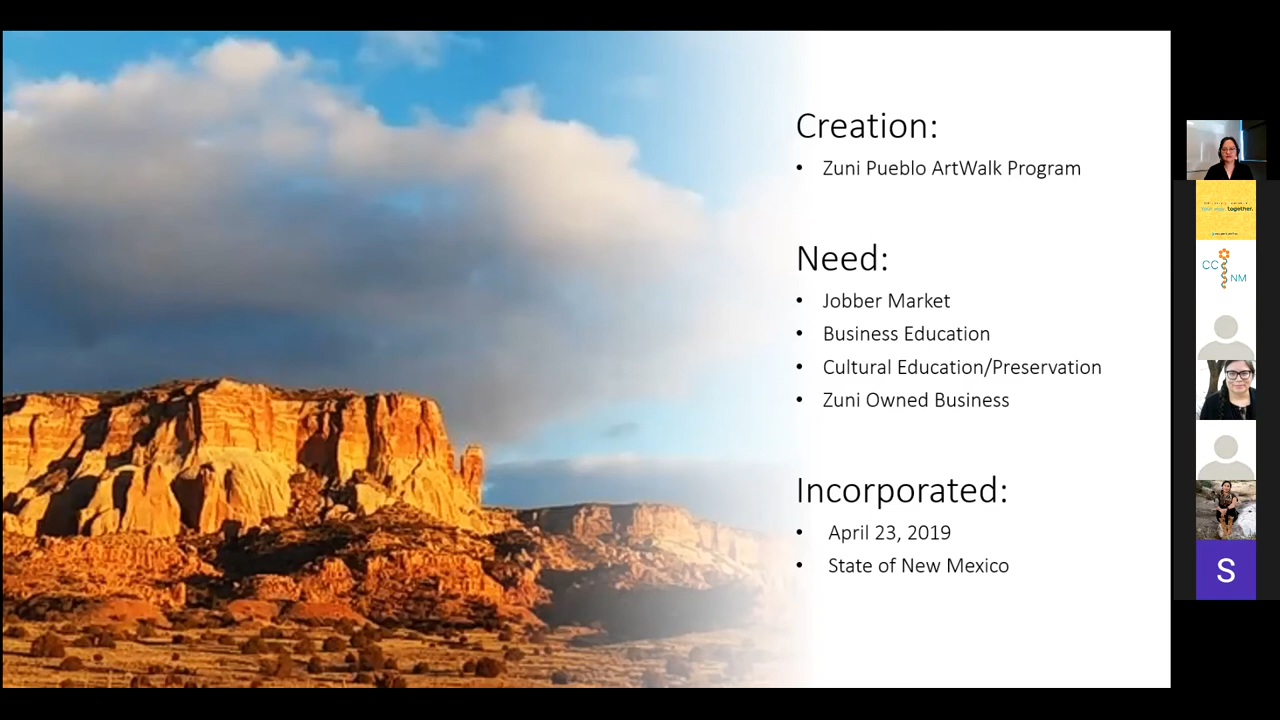 Creation:
• Zuni Pueblo ArtWalk Program
Need:
• Jobber Market
• Business Education
• Cultural Education/Preservation
• Zuni Owned Business
Incorporated:
• April 23, 2019
• State of New Mexico
together.
CC
NM
S